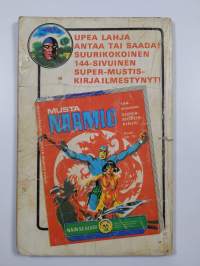 UPEA LAHJA
ANTAA TAI SAADA!
SUURIKOKOINEN
144-SIVUINEN
SUPER-MUSTIS-
KIRJA ILMESTYNYT!
MUSTA
NAAMIO